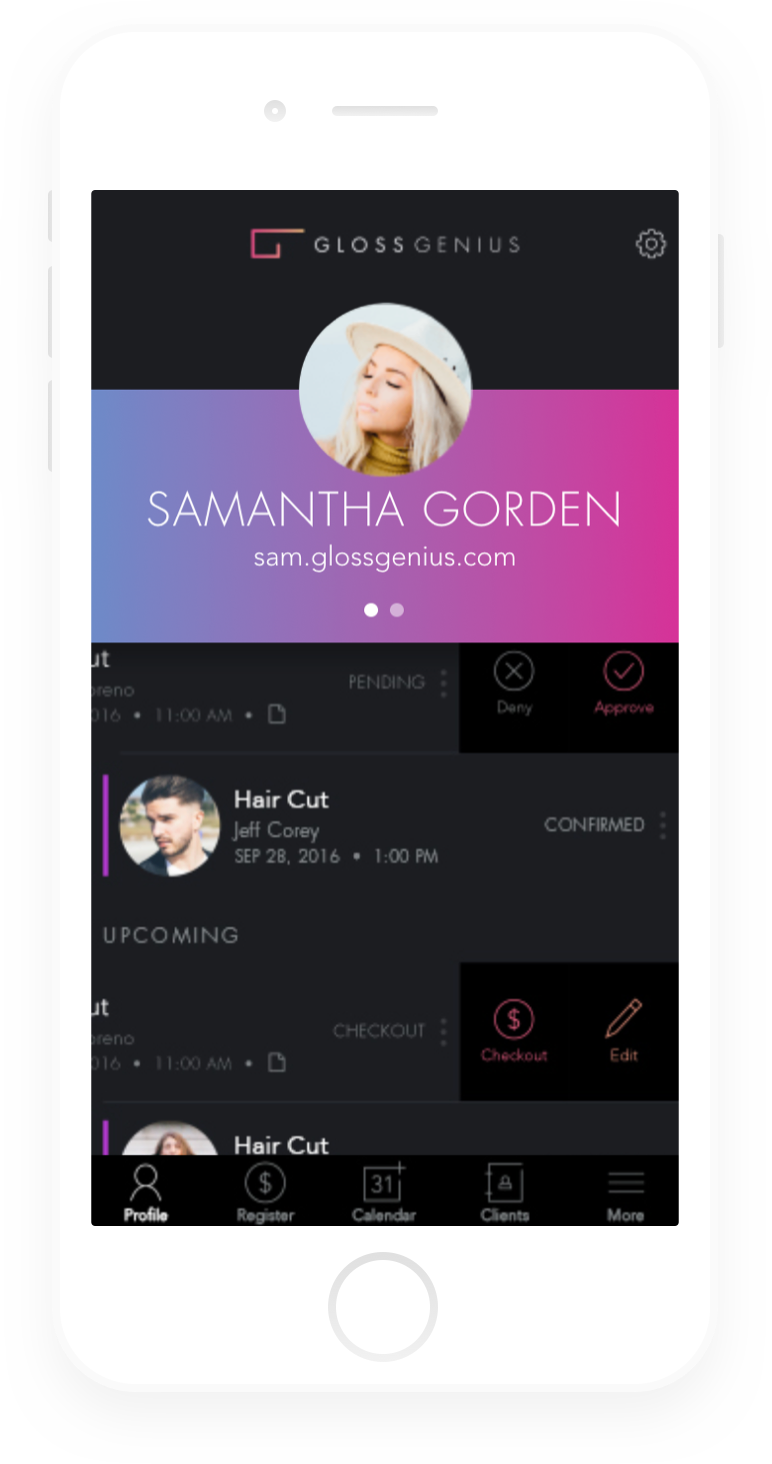 GLOSSGENIUS
SAMANTHA GORDEN
sam.glossgenius.com
ut
oreno
016 • 11:00 AM •
PENDING
Deny
Approve
Hair Cut
Jeff Corey
SEP 28, 2016 • 1:00 PM
CONFIRMED
UPCOMING
ut
oreno
016 • 11:00 AM •
CHECKOUT
$
Checkout
Edit
Hair Cut
$
31
Profile
Register
Calendar
Clients
More